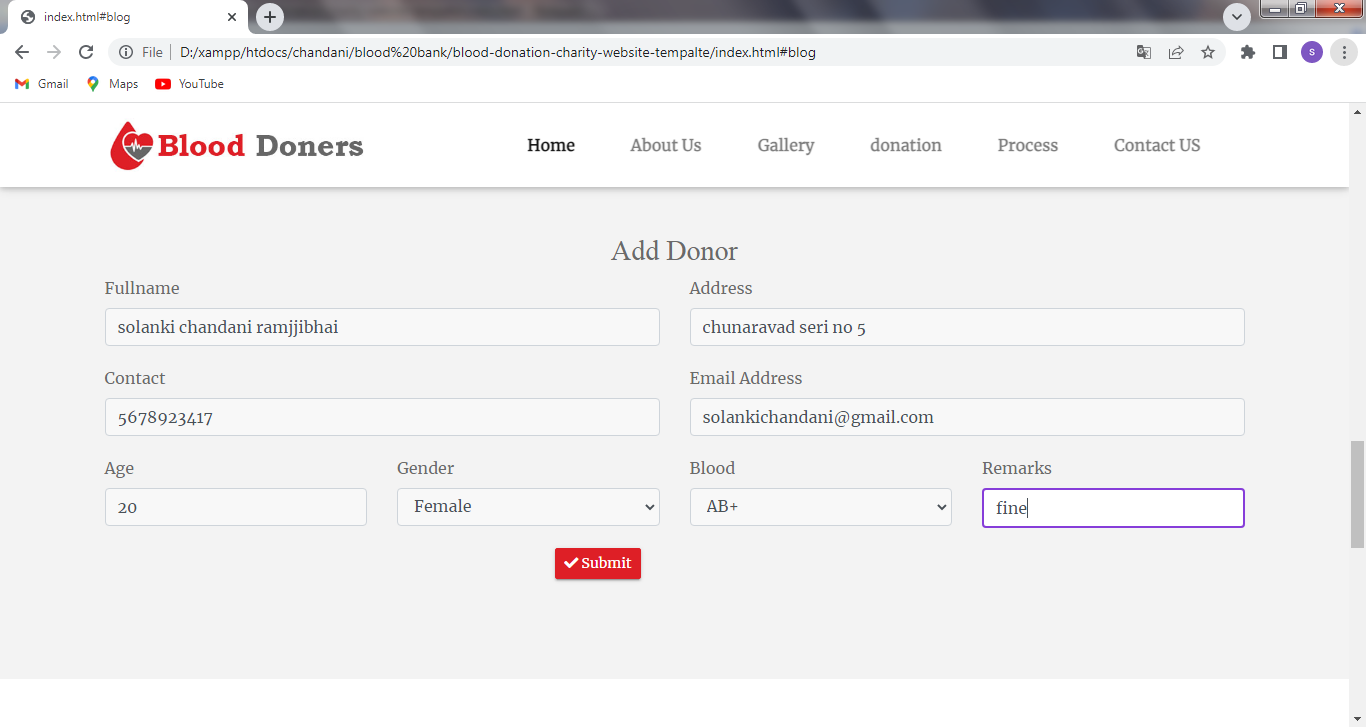 index.html#blog
File
D:/xampp/htdocs/chandani/blood%20bank/blood-donation-charity-website-tempalte/index.html#blog
s
Gmail Maps YouTube
Blood Doners
Home About Us Gallery donation Process Contact US
Add Donor
Fullname Address
solanki chandani ramjjibhai chunaravad seri no 5
Contact Email Address
5678923417 solankichandani@gmail.com
Age Gender Blood Remarks
20 Female AB+ fine
Submit